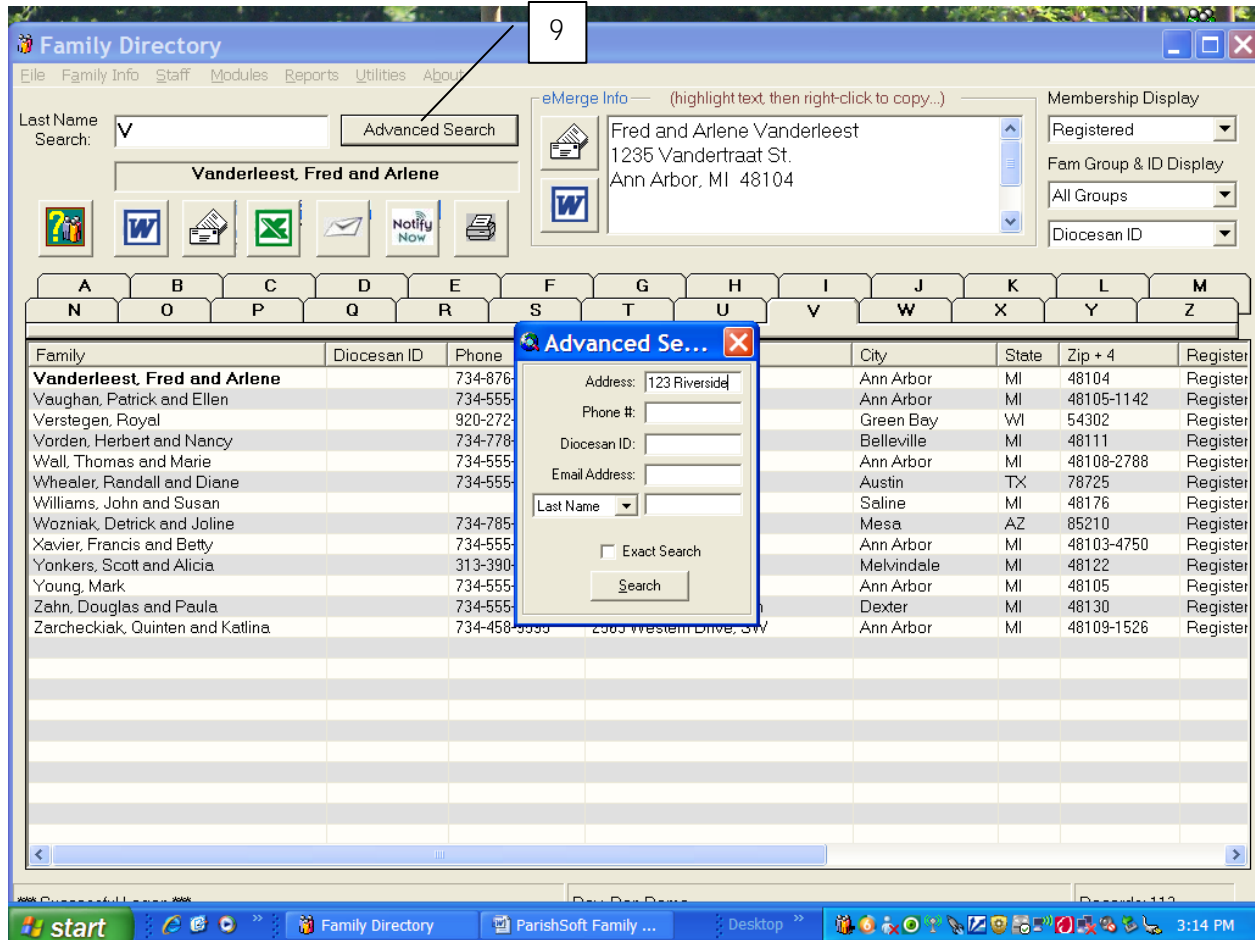 9
Family Directory
File Family Info Staff Modules Reports Utilities About
Last Name Search: V Advanced Search
Vanderleest, Fred and Arlene
Notify Now
eMerge Info (highlight text, then right-click to copy...)
Fred and Arlene Vanderleest
1235 Vandertraat St.
Ann Arbor, MI 48104
Membership Display
Registered
Fam Group & ID Display
All Groups
Diocesan ID
A B C D E F G H I J K L M
N O P Q R S T U V W X Y Z
Family Diocesan ID Phone City State Zip + 4 Register
Vanderleest, Fred and Arlene 734-876- Ann Arbor MI 48104 Register
Vaughan, Patrick and Ellen 734-555- Ann Arbor MI 48105-1142 Register
Verstegen, Royal 920-272- Green Bay WI 54302 Register
Vorden, Herbert and Nancy 734-778- Belleville MI 48111 Register
Wall, Thomas and Marie 734-555- Ann Arbor MI 48108-2788 Register
Whealer, Randall and Diane 734-555- Austin TX 78725 Register
Williams, John and Susan Saline MI 48176 Register
Wozniak, Detrick and Joline 734-785- Mesa AZ 85210 Register
Xavier, Francis and Betty 734-555- Ann Arbor MI 48103-4750 Register
Yonkers, Scott and Alicia 313-390- Melvindale MI 48122 Register
Young, Mark 734-555- Ann Arbor MI 48105 Register
Zahn, Douglas and Paula 734-555- Dexter MI 48130 Register
Zarcheckiak, Quinten and Katlina 734-458- Western Drive, SW Ann Arbor MI 48109-1526 Register
Advanced Se...
Address: 123 Riverside
Phone #:
Diocesan ID:
Email Address:
Last Name
Exact Search
Search
start Family Directory ParishSoft Family ... Desktop 3:14 PM